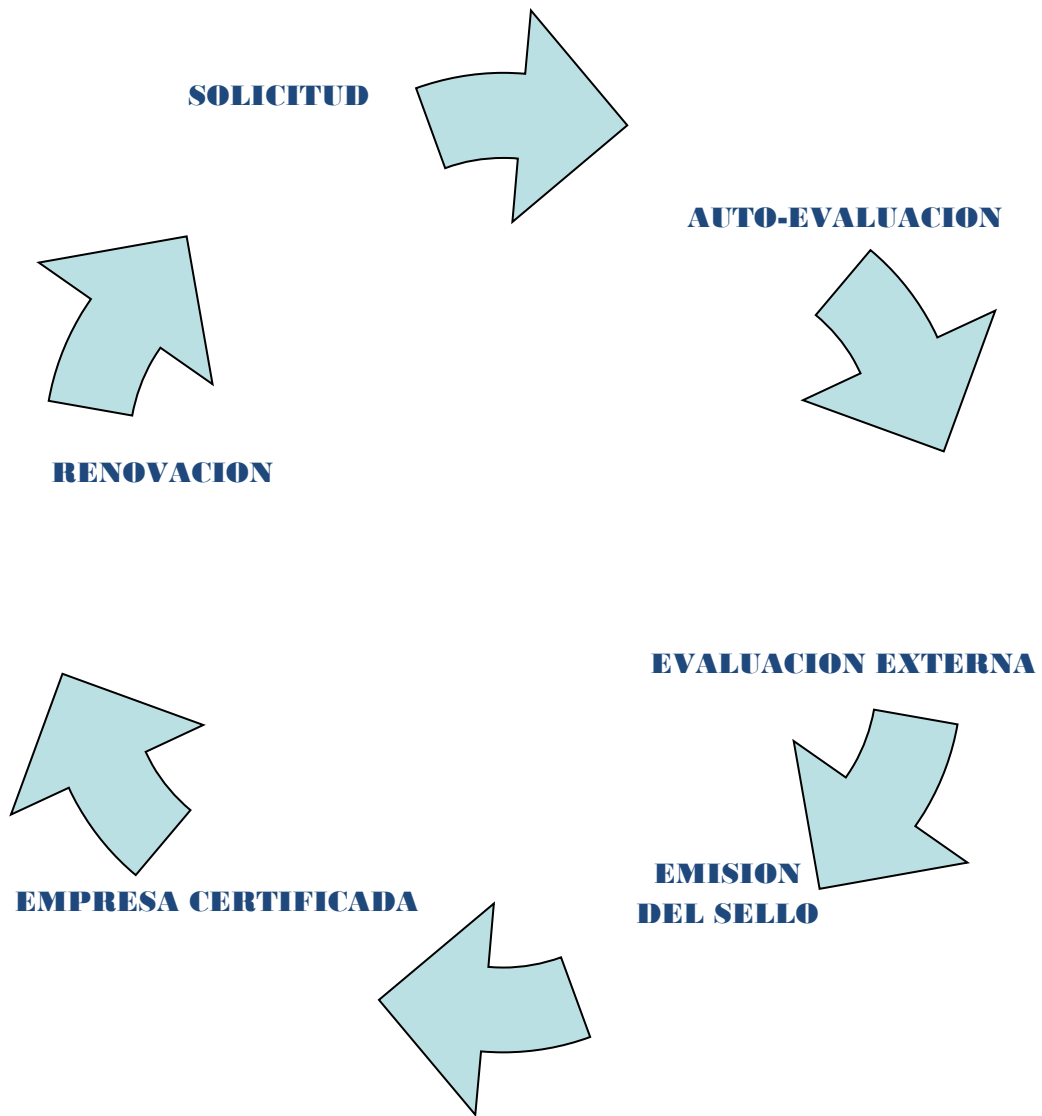 SOLICITUD
AUTO-EVALUACION
EVALUACION EXTERNA
EMISION
DEL SELLO
EMPRESA CERTIFICADA
RENOVACION